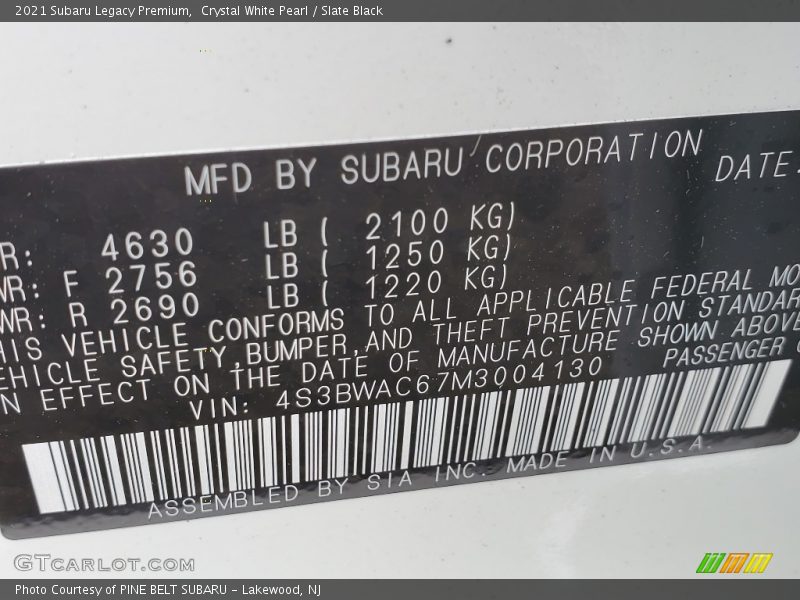 2021 Subaru Legacy Premium, Crystal White Pearl / Slate Black
MFD BY SUBARU CORPORATION DATE:
R: 4630 LB ( 2100 KG)
WR: F 2756 LB ( 1250 KG)
WR: R 2690 LB ( 1220 KG)
HIS VEHICLE CONFORMS TO ALL APPLICABLE FEDERAL MO
EHICLE SAFETY,BUMPER,AND THEFT PREVENTION STANDAR
N EFFECT ON THE DATE OF MANUFACTURE SHOWN ABOVE
VIN: 4S3BWAC67M3004130 PASSENGER
ASSEMBLED BY SIA INC. MADE IN U.S.A.
GTCARLOT.COM
Photo Courtesy of PINE BELT SUBARU - Lakewood, NJ